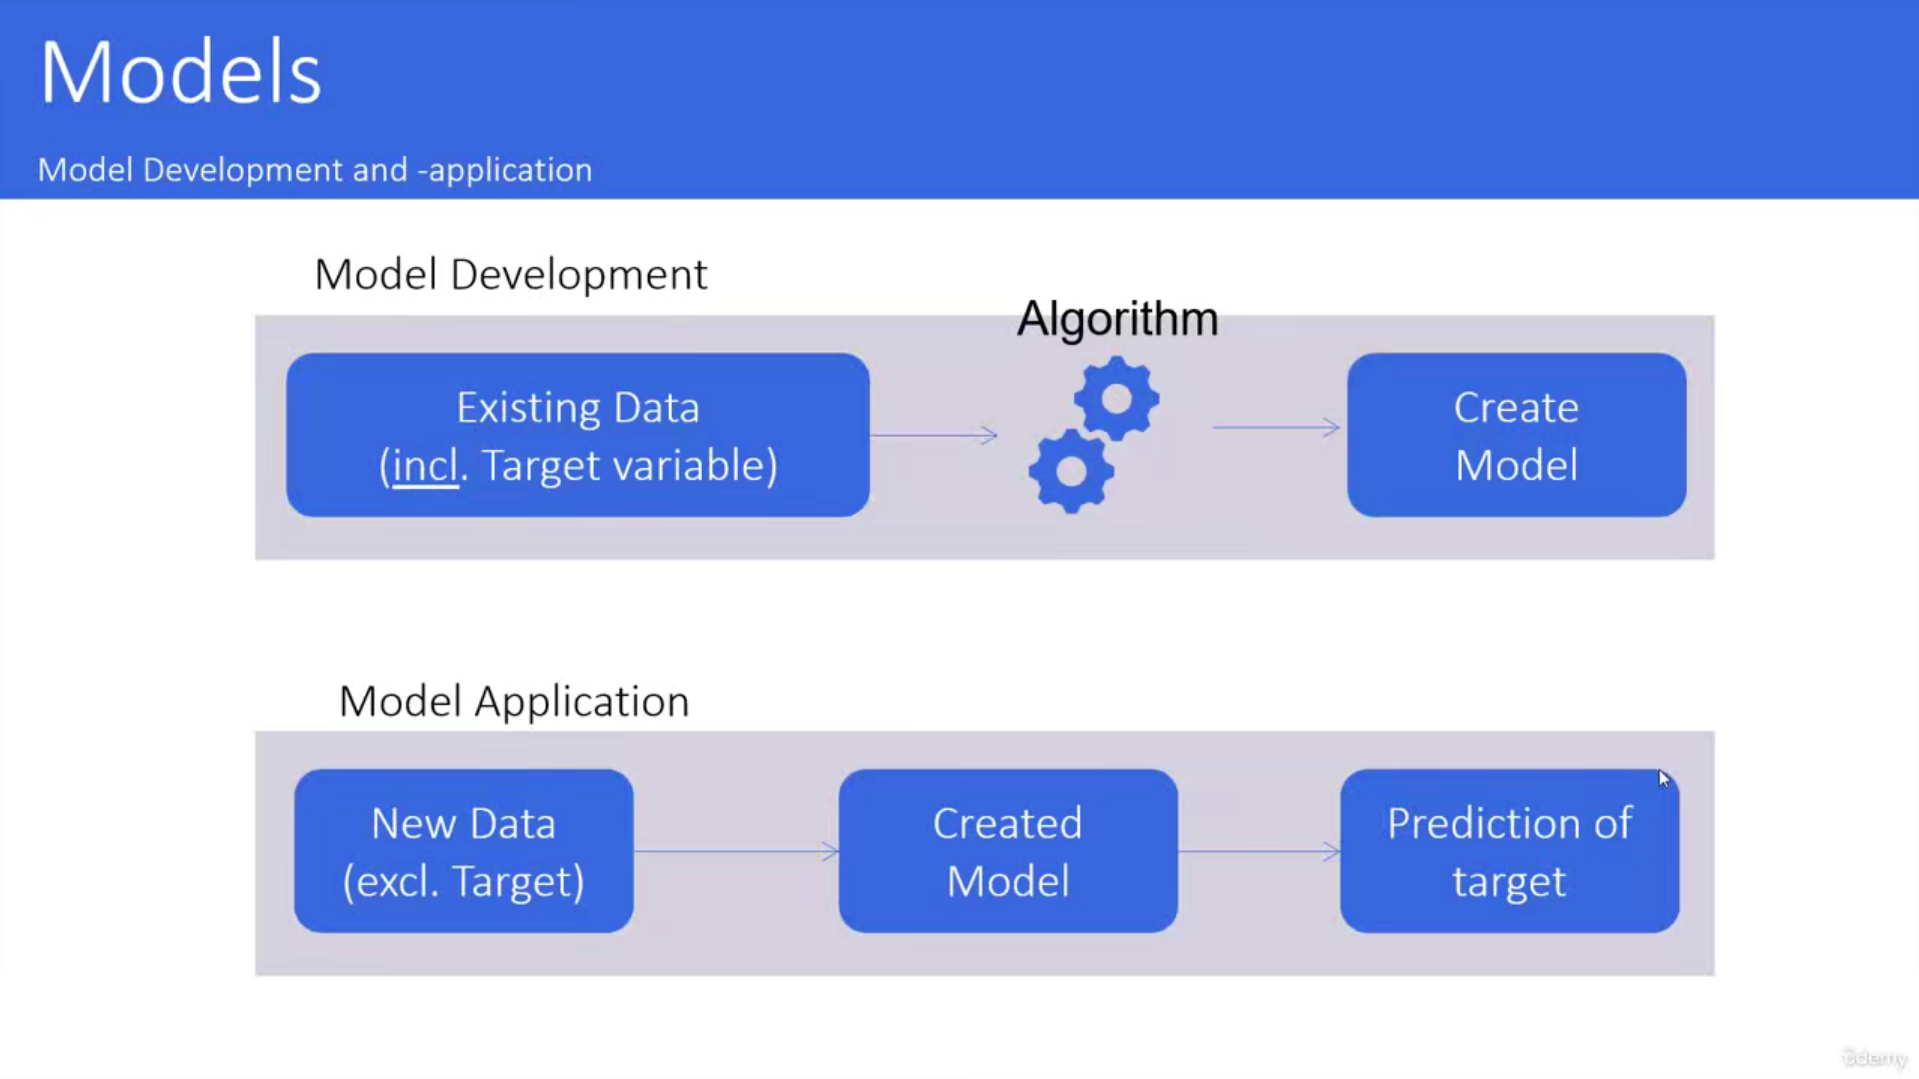 Models
Model Development and -application
Model Development
Algorithm
Existing Data
(incl. Target variable)
Create
Model
Model Application
New Data
(excl. Target)
Created
Model
Prediction of
target
ûdemy